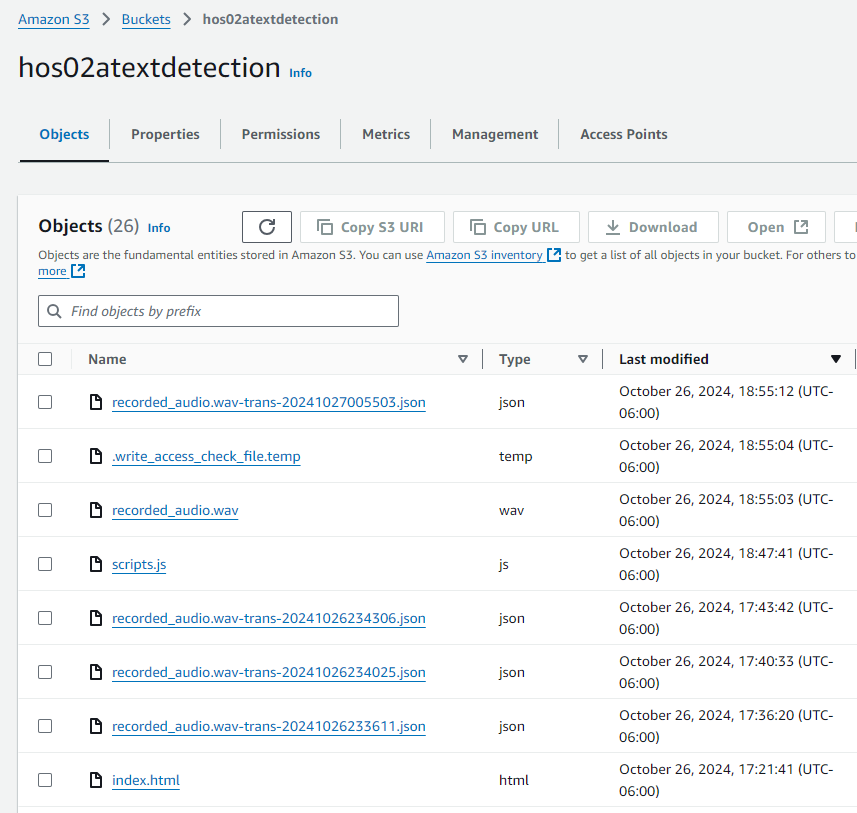 Amazon S3 > Buckets > hos02atextdetection
hos02atextdetection Info
Objects Properties Permissions Metrics Management Access Points
Objects (26) Info Copy S3 URI Copy URL Download Open
Objects are the fundamental entities stored in Amazon S3. You can use Amazon S3 inventory to get a list of all objects in your bucket. For others to
more
Find objects by prefix
Name Type Last modified
recorded_audio.wav-trans-20241027005503.json json October 26, 2024, 18:55:12 (UTC-
06:00)
.write_access_check_file.temp temp October 26, 2024, 18:55:04 (UTC-
06:00)
recorded_audio.wav wav October 26, 2024, 18:55:03 (UTC-
06:00)
scripts.js js October 26, 2024, 18:47:41 (UTC-
06:00)
recorded_audio.wav-trans-20241026234306.json json October 26, 2024, 17:43:42 (UTC-
06:00)
recorded_audio.wav-trans-20241026234025.json json October 26, 2024, 17:40:33 (UTC-
06:00)
recorded_audio.wav-trans-20241026233611.json json October 26, 2024, 17:36:20 (UTC-
06:00)
index.html html October 26, 2024, 17:21:41 (UTC-
06:00)